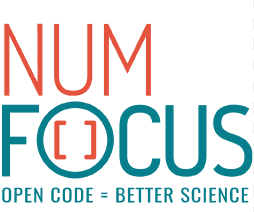 NUM
FOCUS
OPEN CODE = BETTER SCIENCE